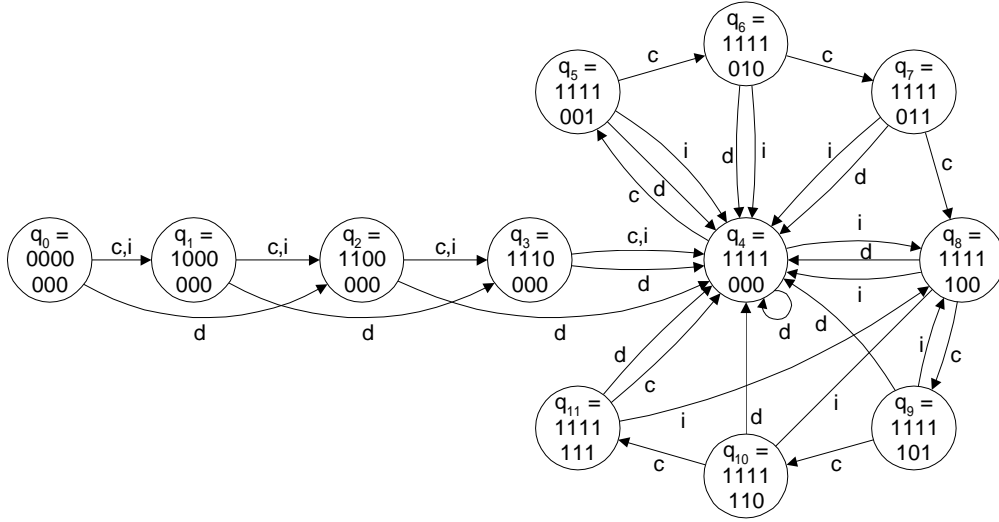 q6 =
1111
010
q5 =
1111
001
c
c
q7 =
1111
011
i
d
c
d
i
i
d
c
q0 =
0000
000
c,i
q1 =
1000
000
c,i
q2 =
1100
000
c,i
q3 =
1110
000
c,i
d
q4 =
1111
000
i
d
i
q8 =
1111
100
d
d
d
d
d
d
c
i
c
q11 =
1111
111
i
c
d
q10 =
1111
110
i
c
q9 =
1111
101